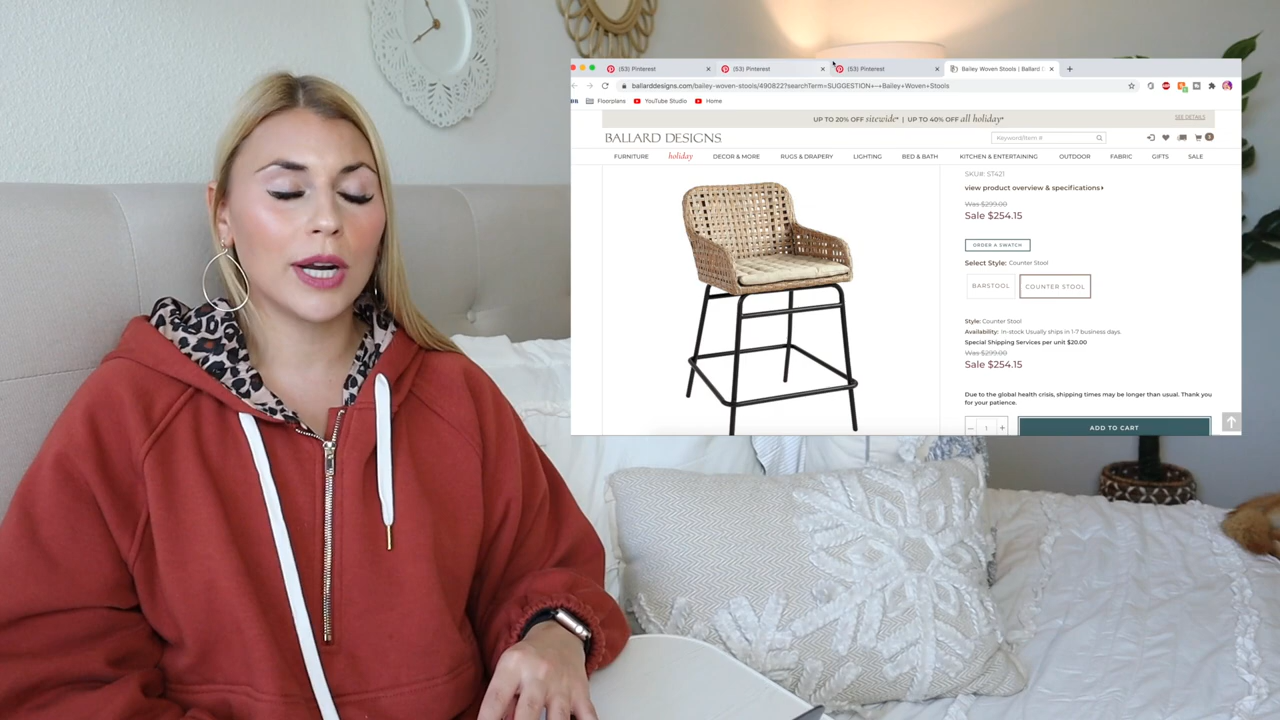 (53) Pinterest
(53) Pinterest
(53) Pinterest
Bailey Woven Stools | Ballard
ballarddesigns.com/bailey-woven-stools/490822?searchTerm=SUGGESTION+-+Bailey+Woven+Stools
Floorplans
YouTube Studio
Home
UP TO 20% OFF sitewide* | UP TO 40% OFF all holiday*
SEE DETAILS
BALLARD DESIGNS
Keyword/Item #
FURNITURE
holiday
DECOR & MORE
RUGS & DRAPERY
LIGHTING
BED & BATH
KITCHEN & ENTERTAINING
OUTDOOR
FABRIC
GIFTS
SALE
SKU#: ST421
view product overview & specifications
Was $299.00
Sale $254.15
ORDER A SWATCH
Select Style: Counter Stool
BARSTOOL
COUNTER STOOL
Style: Counter Stool
Availability: In-stock Usually ships in 1-7 business days.
Special Shipping Services per unit $20.00
Was $299.00
Sale $254.15
Due to the global health crisis, shipping times may be longer than usual. Thank you
for your patience.
– 1 +
ADD TO CART